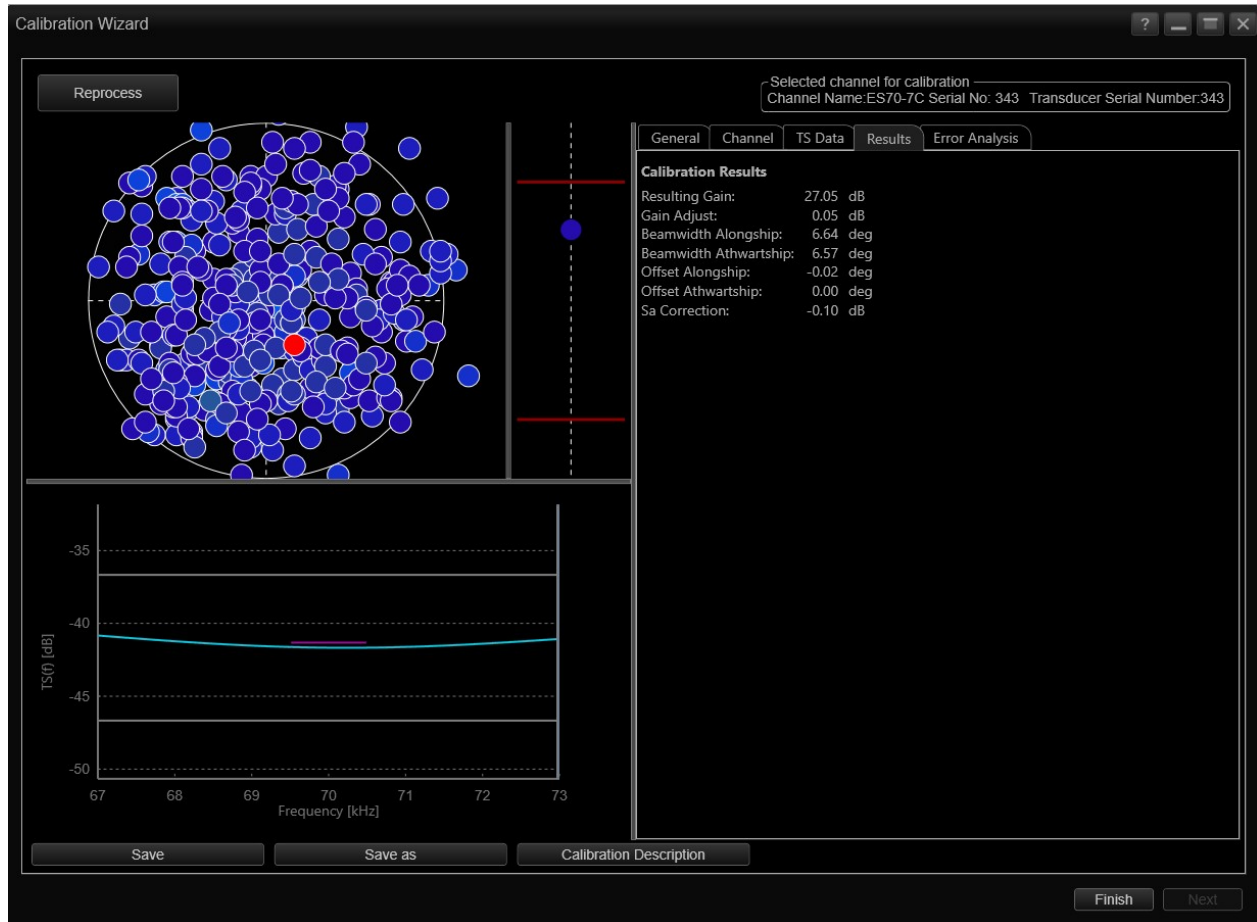 Calibration Wizard
?
Reprocess
Selected channel for calibration
Channel Name:ES70-7C Serial No: 343 Transducer Serial Number:343
General Channel TS Data Results Error Analysis
Calibration Results
Resulting Gain: 27.05 dB
Gain Adjust: 0.05 dB
Beamwidth Alongship: 6.64 deg
Beamwidth Athwartship: 6.57 deg
Offset Alongship: -0.02 deg
Offset Athwartship: 0.00 deg
Sa Correction: -0.10 dB
-35
-40
-45
-50
TS(f) [dB]
67 68 69 70 71 72 73
Frequency [kHz]
Save Save as Calibration Description
Finish Next